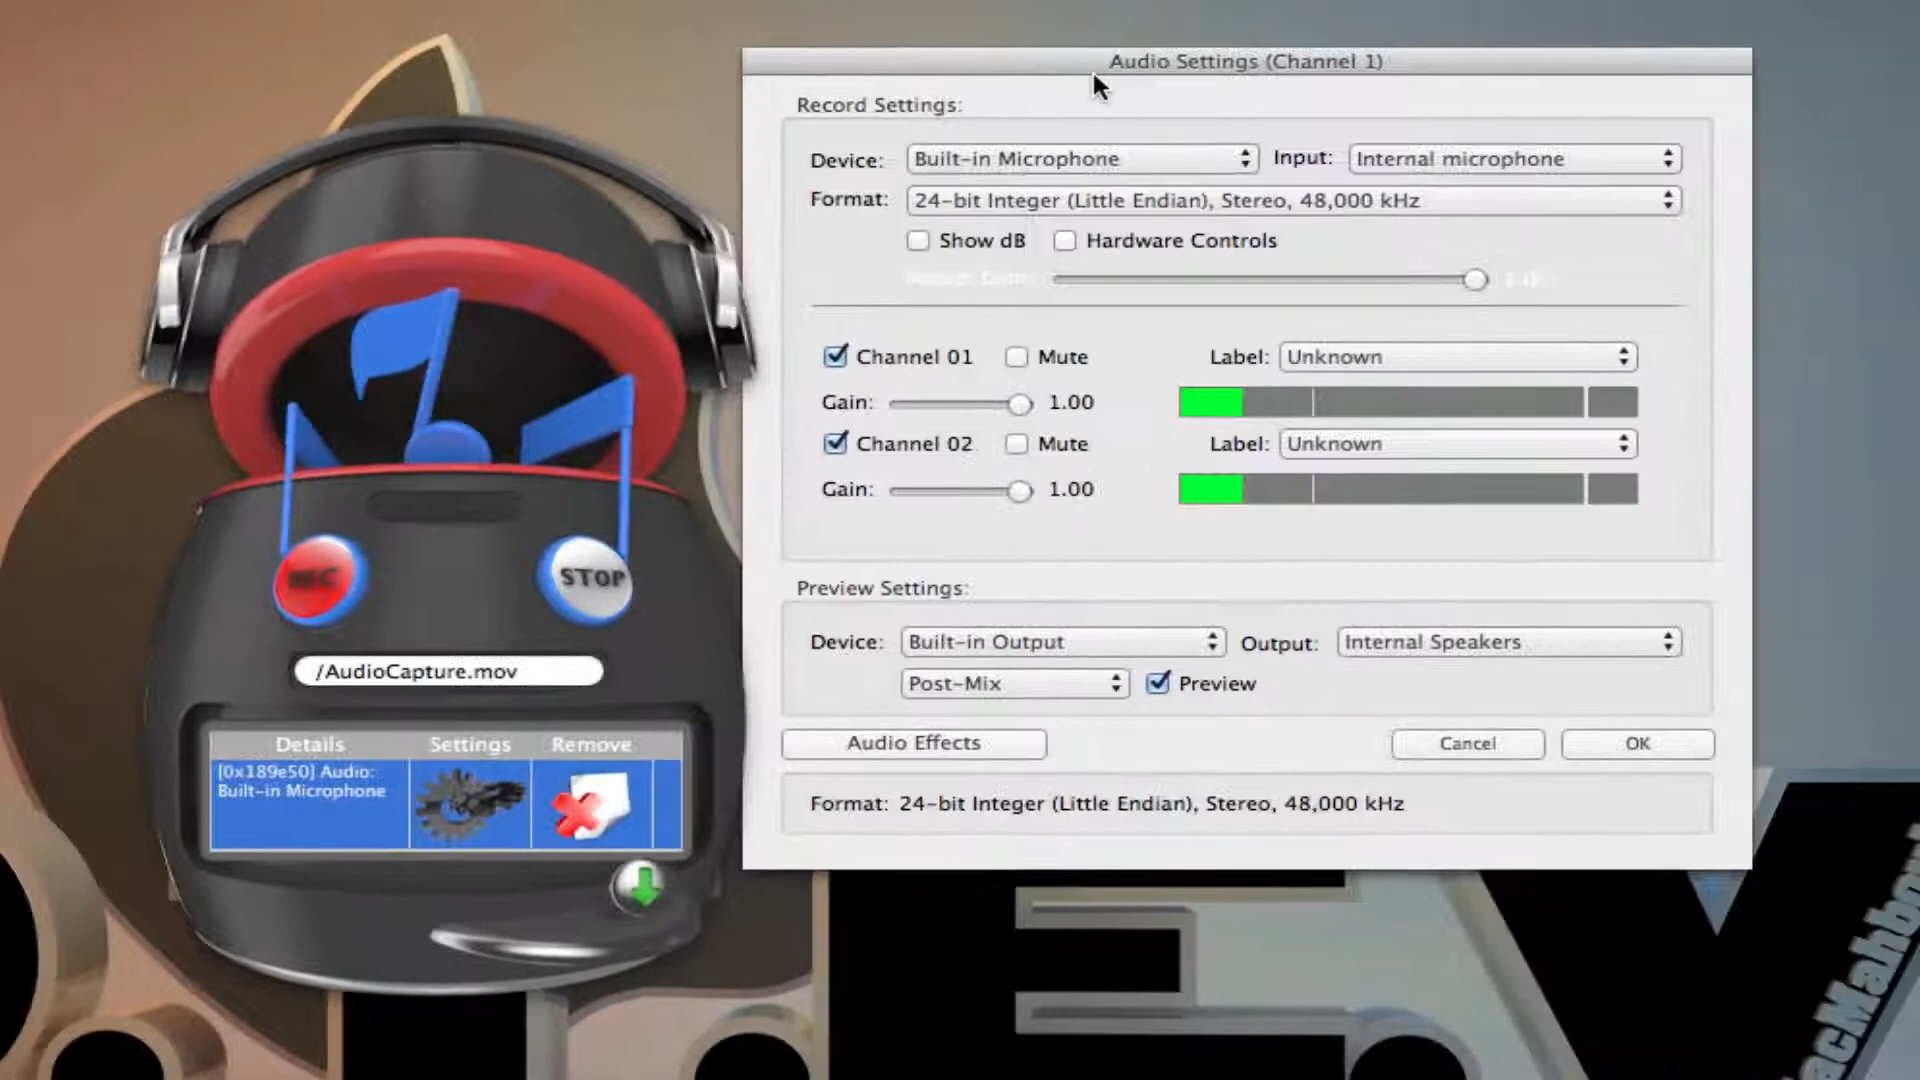 Audio Settings (Channel 1)
Record Settings:
Device: Built-in Microphone Input: Internal microphone
Format: 24-bit Integer (Little Endian), Stereo, 48,000 kHz
Show dB Hardware Controls
Channel 01 Mute Label: Unknown
Gain: 1.00
Channel 02 Mute Label: Unknown
Gain: 1.00
Preview Settings:
Device: Built-in Output Output: Internal Speakers
Post-Mix Preview
Audio Effects Cancel OK
Format: 24-bit Integer (Little Endian), Stereo, 48,000 kHz
REC STOP
/AudioCapture.mov
Details Settings Remove
[0x189e50] Audio:
Built-in Microphone